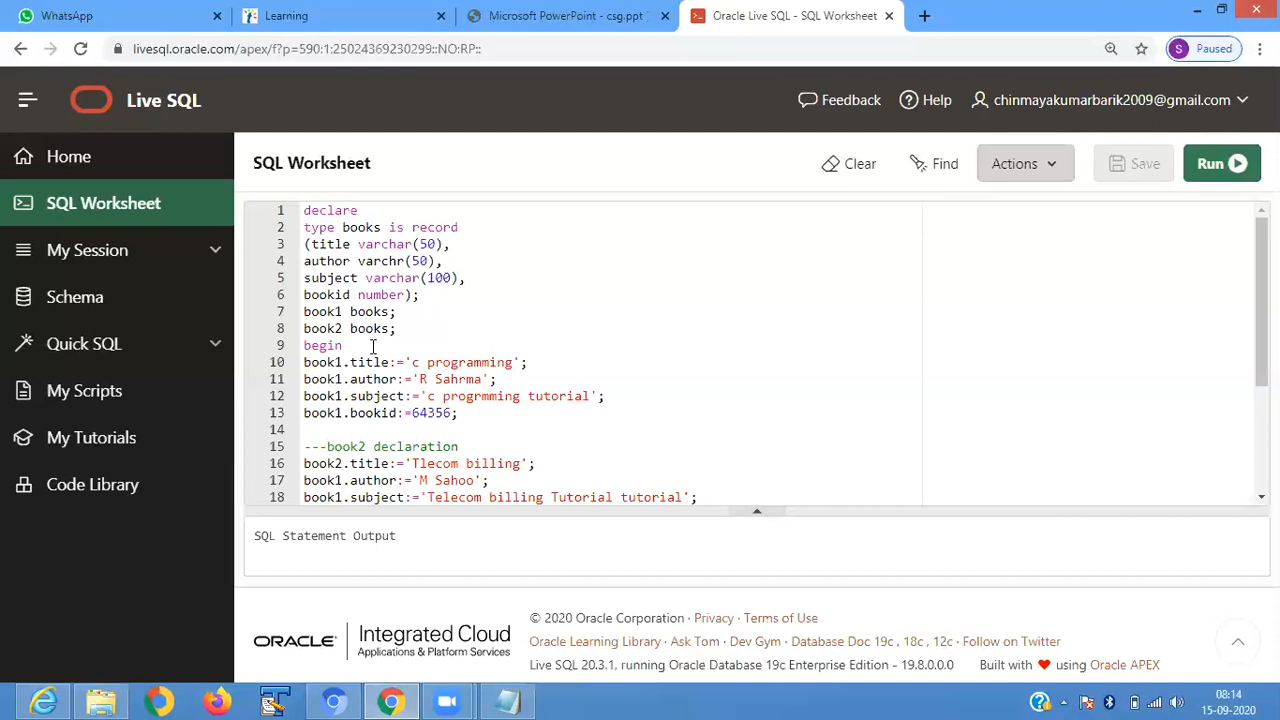 WhatsApp
Learning
Microsoft PowerPoint - csg.ppt
Oracle Live SQL - SQL Worksheet
livesql.oracle.com/apex/f?p=590:1:25024369230299::NO:RP::
S Paused
Live SQL
Feedback
Help
chinmayakumarbarik2009@gmail.com
Home
SQL Worksheet
My Session
Schema
Quick SQL
My Scripts
My Tutorials
Code Library
SQL Worksheet
Clear
Find
Actions
Save
Run
1 declare
2 type books is record
3 (title varchar(50),
4 author varchr(50),
5 subject varchar(100),
6 bookid number);
7 book1 books;
8 book2 books;
9 begin
10 book1.title:='c programming';
11 book1.author:='R Sahrma';
12 book1.subject:='c progrmming tutorial';
13 book1.bookid:=64356;
14
15 ---book2 declaration
16 book2.title:='Tlecom billing';
17 book1.author:='M Sahoo';
18 book1.subject:='Telecom billing Tutorial tutorial';
SQL Statement Output
ORACLE
Integrated Cloud
Applications & Platform Services
© 2020 Oracle Corporation · Privacy · Terms of Use
Oracle Learning Library · Ask Tom · Dev Gym · Database Doc 19c , 18c , 12c · Follow on Twitter
Live SQL 20.3.1, running Oracle Database 19c Enterprise Edition - 19.8.0.0.0
Built with ❤ using Oracle APEX
08:14
15-09-2020